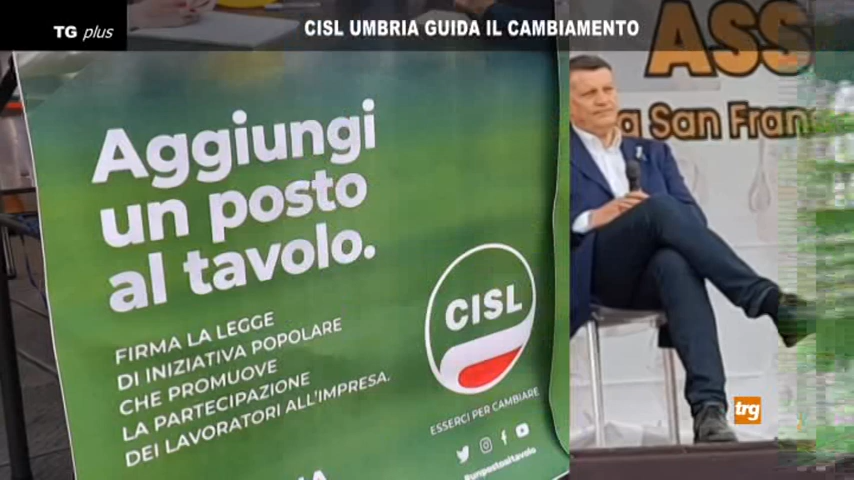 TG plus
CISL UMBRIA GUIDA IL CAMBIAMENTO
Aggiungi
un posto
al tavolo.
FIRMA LA LEGGE
DI INIZIATIVA POPOLARE
CHE PROMUOVE
LA PARTECIPAZIONE
DEI LAVORATORI ALL'IMPRESA.
CISL
ESSERCI PER CAMBIARE
#unpostoaltavolo
ASS
San Fran
trg